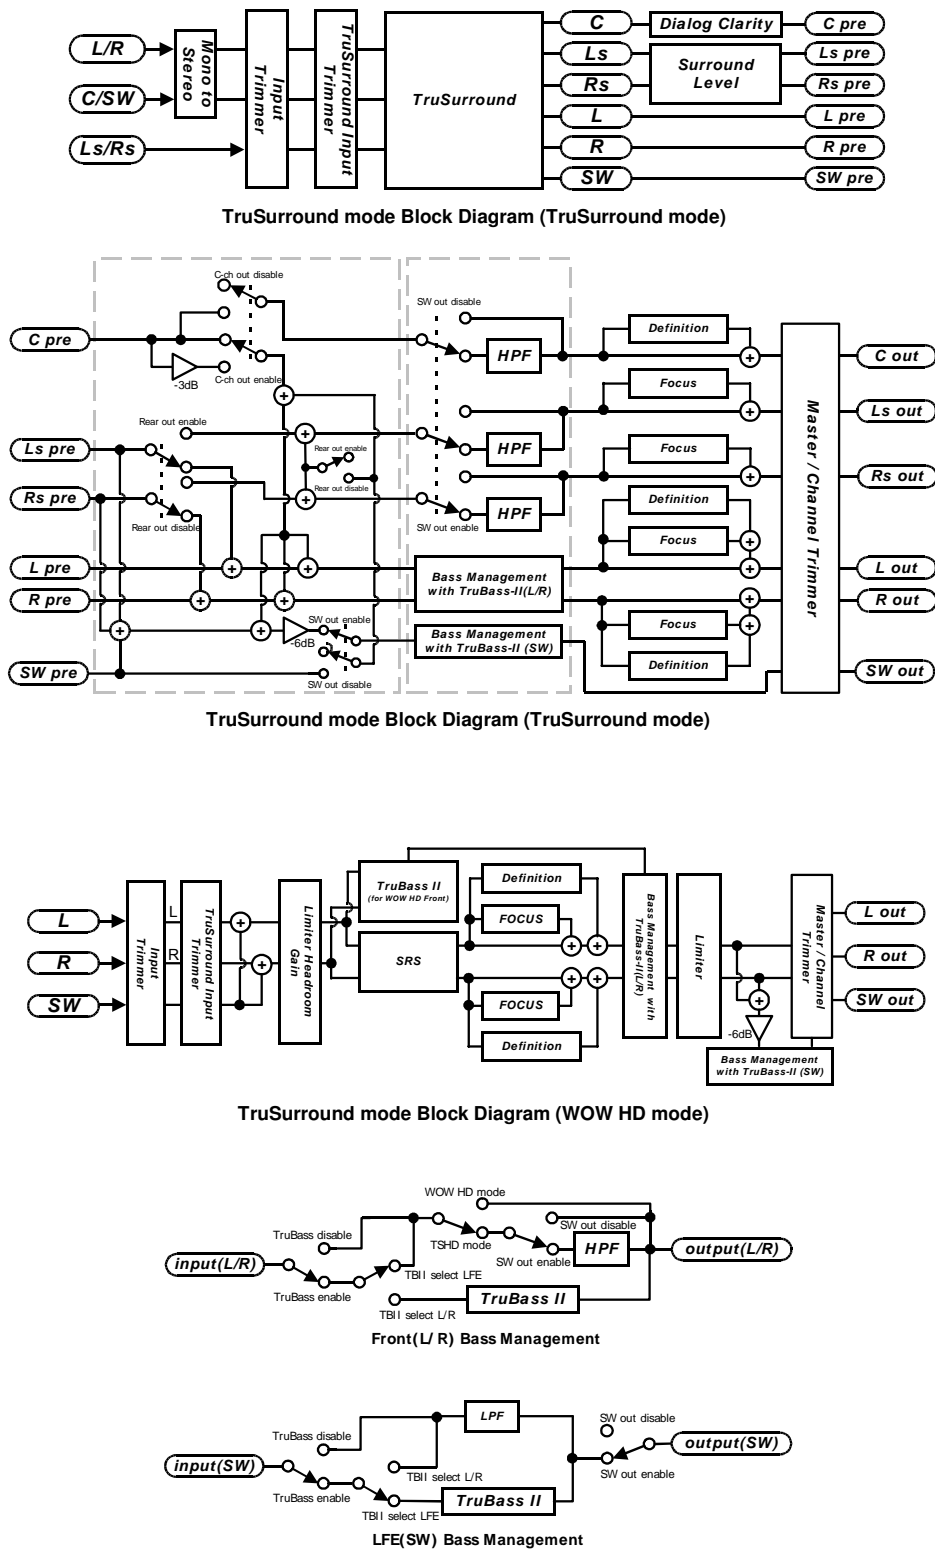 L/R
C/SW
Ls/Rs
Mono to
Stereo
Input
Trimmer
TruSurround Input
Trimmer
TruSurround
C
Ls
Rs
L
R
SW
Dialog Clarity
Surround
Level
C pre
Ls pre
Rs pre
L pre
R pre
SW pre
TruSurround mode Block Diagram (TruSurround mode)
C pre
Ls pre
Rs pre
L pre
R pre
SW pre
C-ch out disable
-3dB
C-ch out enable
Rear out enable
Rear out disable
Rear out enable
Rear out disable
-6dB
SW out enable
SW out disable
SW out disable
HPF
HPF
SW out enable
HPF
Bass Management
with TruBass-II(L/R)
Bass Management
with TruBass-II (SW)
Definition
Focus
Focus
Definition
Focus
Focus
Definition
Master / Channel Trimmer
C out
Ls out
Rs out
L out
R out
SW out
TruSurround mode Block Diagram (TruSurround mode)
L
R
SW
Input
Trimmer
L
R
TruSurround Input
Trimmer
Limiter Headroom
Gain
TruBass II
(for WOW HD Front)
SRS
Definition
FOCUS
FOCUS
Definition
Bass Management with
TruBass-II(L/R)
Limiter
-6dB
Bass Management
with TruBass-II (SW)
Master / Channel
Trimmer
L out
R out
SW out
TruSurround mode Block Diagram (WOW HD mode)
WOW HD mode
TruBass disable
TSHD mode
SW out disable
SW out enable
HPF
input(L/R)
output(L/R)
TruBass enable
TBII select LFE
TBII select L/R
TruBass II
Front(L/ R) Bass Management
TruBass disable
LPF
SW out disable
input(SW)
output(SW)
TBII select L/R
SW out enable
TruBass enable
TBII select LFE
TruBass II
LFE(SW) Bass Management